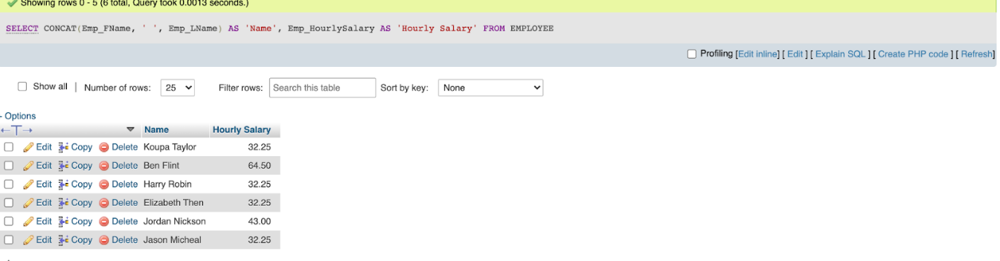 Showing rows 0 - 5 (6 total, Query took 0.0013 seconds.)
SELECT CONCAT(Emp_FName, ' ', Emp_LName) AS 'Name', Emp_HourlySalary AS 'Hourly Salary' FROM EMPLOYEE
Profiling [Edit inline] [ Edit ] [ Explain SQL ] [ Create PHP code ] [ Refresh]
Show all | Number of rows: 25 Filter rows: Search this table Sort by key: None
- Options
←T→ Name Hourly Salary
Edit Copy Delete Koupa Taylor 32.25
Edit Copy Delete Ben Flint 64.50
Edit Copy Delete Harry Robin 32.25
Edit Copy Delete Elizabeth Then 32.25
Edit Copy Delete Jordan Nickson 43.00
Edit Copy Delete Jason Micheal 32.25